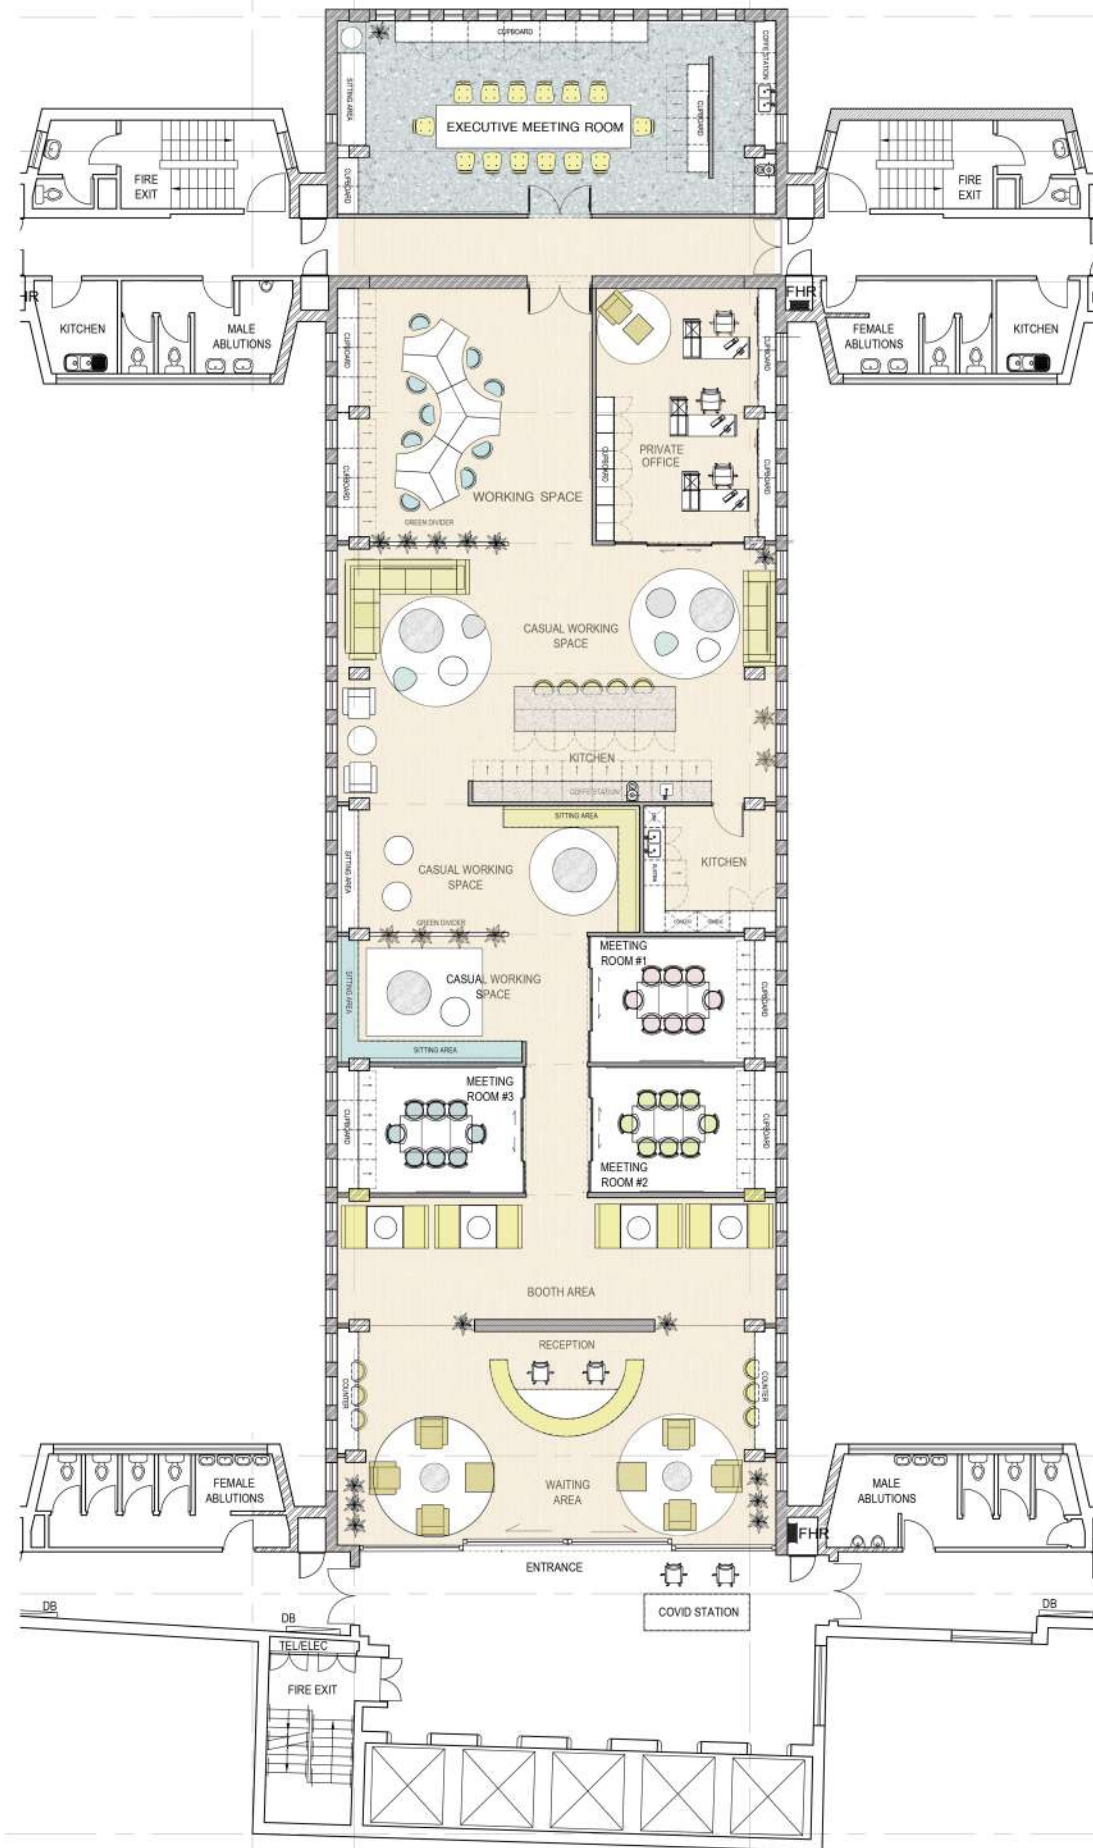 CUPBOARD
COFFE STATION
SITTING AREA
CUPBOARD
EXECUTIVE MEETING ROOM
CUPBOARD
FIRE
EXIT
FIRE
EXIT
FHR
KITCHEN
MALE
ABLUTIONS
FEMALE
ABLUTIONS
KITCHEN
CUPBOARD
CUPBOARD
CUPBOARD
PRIVATE
OFFICE
CUPBOARD
CUPBOARD
WORKING SPACE
GREEN DIVIDER
CASUAL WORKING
SPACE
KITCHEN
COFFE STATION
SITTING AREA
SITTING AREA
CASUAL WORKING
SPACE
KITCHEN
GREEN DIVIDER
MEETING
ROOM #1
SITTING AREA
CASUAL WORKING
SPACE
CUPBOARD
SITTING AREA
MEETING
ROOM #3
CUPBOARD
CUPBOARD
MEETING
ROOM #2
BOOTH AREA
RECEPTION
COUNTER
COUNTER
FEMALE
ABLUTIONS
WAITING
AREA
MALE
ABLUTIONS
FHR
ENTRANCE
COVID STATION
DB
DB
DB
TEL/ELEC
FIRE EXIT